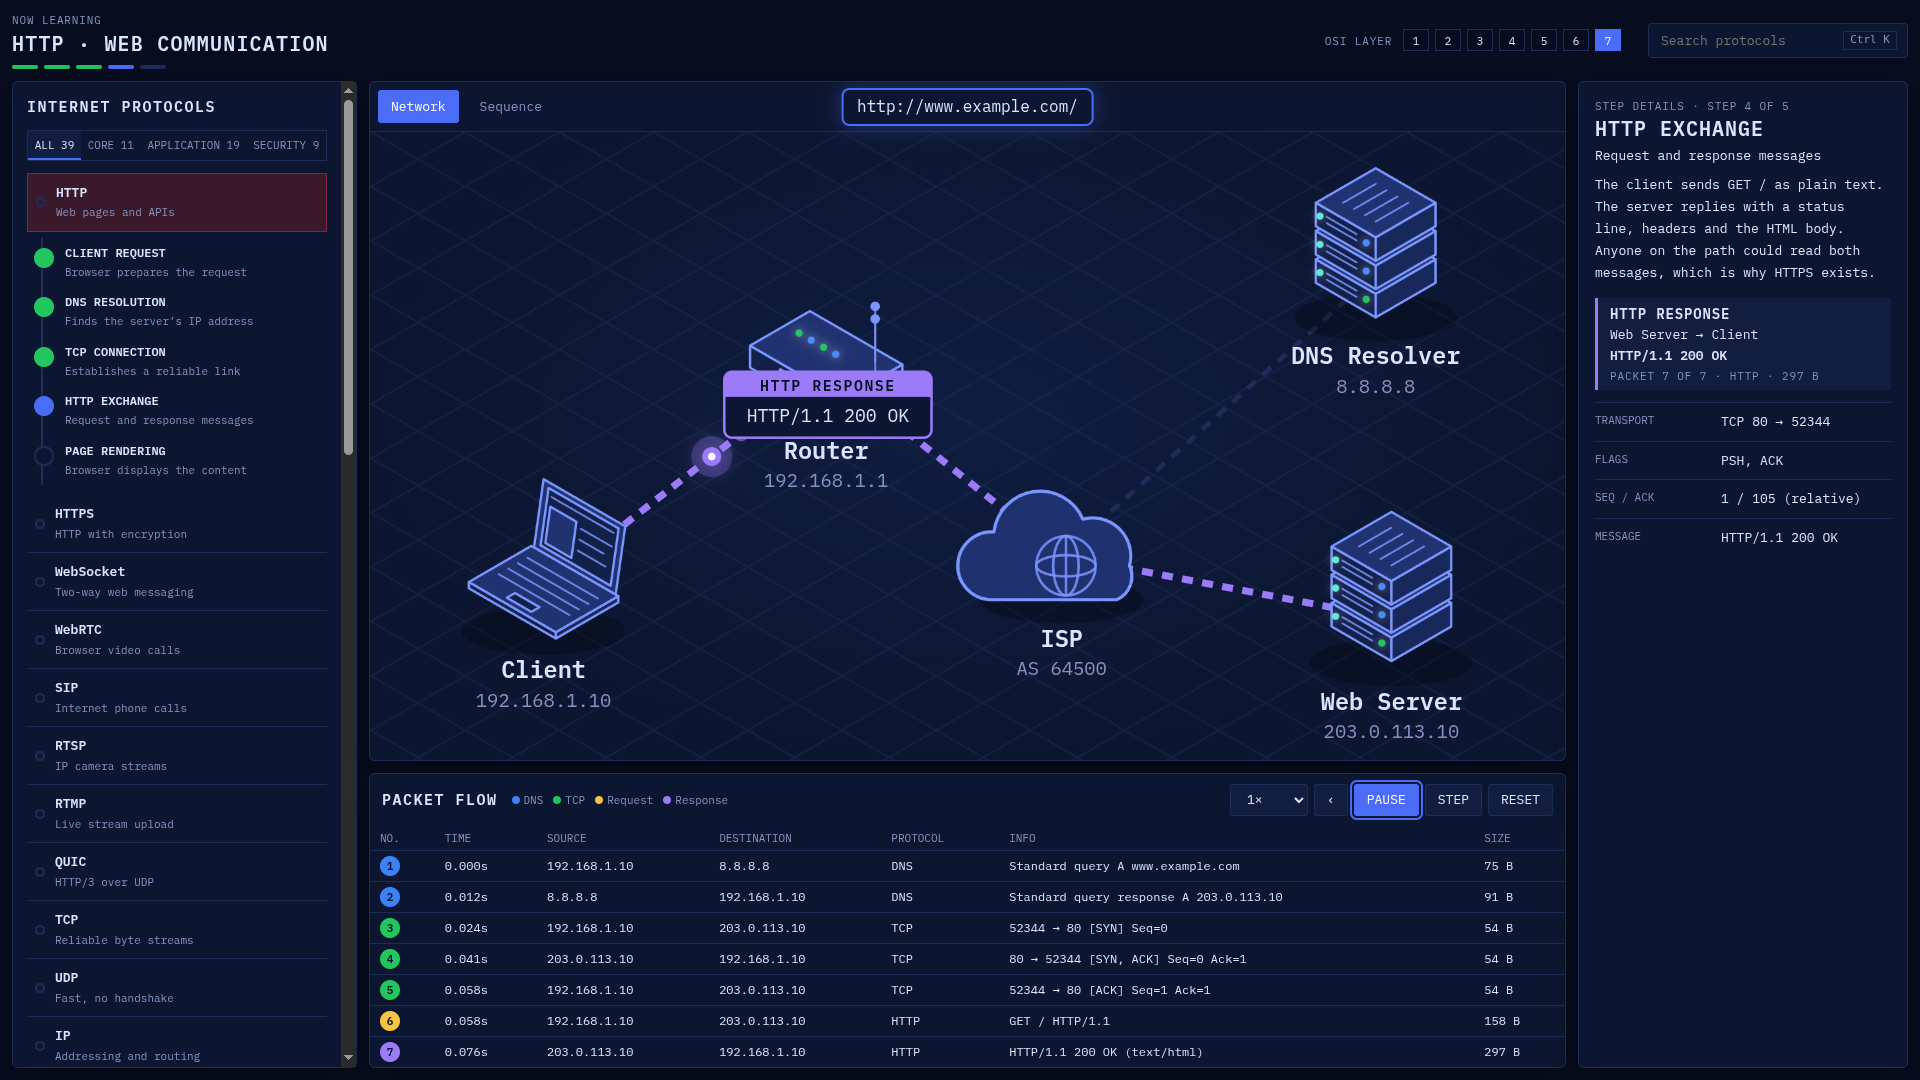 NOW LEARNING
HTTP · WEB COMMUNICATION
OSI LAYER 1 2 3 4 5 6 7
Search protocols Ctrl K
INTERNET PROTOCOLS
ALL 39 CORE 11 APPLICATION 19 SECURITY 9
HTTP
Web pages and APIs
CLIENT REQUEST
Browser prepares the request
DNS RESOLUTION
Finds the server’s IP address
TCP CONNECTION
Establishes a reliable link
HTTP EXCHANGE
Request and response messages
PAGE RENDERING
Browser displays the content
HTTPS
HTTP with encryption
WebSocket
Two-way web messaging
WebRTC
Browser video calls
SIP
Internet phone calls
RTSP
IP camera streams
RTMP
Live stream upload
QUIC
HTTP/3 over UDP
TCP
Reliable byte streams
UDP
Fast, no handshake
IP
Addressing and routing
Network Sequence
http://www.example.com/
DNS Resolver
8.8.8.8
HTTP RESPONSE
HTTP/1.1 200 OK
Router
192.168.1.1
ISP
AS 64500
Client
192.168.1.10
Web Server
203.0.113.10
PACKET FLOW DNS TCP Request Response
1× ‹ PAUSE STEP RESET
NO. TIME SOURCE DESTINATION PROTOCOL INFO SIZE
1 0.000s 192.168.1.10 8.8.8.8 DNS Standard query A www.example.com 75 B
2 0.012s 8.8.8.8 192.168.1.10 DNS Standard query response A 203.0.113.10 91 B
3 0.024s 192.168.1.10 203.0.113.10 TCP 52344 → 80 [SYN] Seq=0 54 B
4 0.041s 203.0.113.10 192.168.1.10 TCP 80 → 52344 [SYN, ACK] Seq=0 Ack=1 54 B
5 0.058s 192.168.1.10 203.0.113.10 TCP 52344 → 80 [ACK] Seq=1 Ack=1 54 B
6 0.058s 192.168.1.10 203.0.113.10 HTTP GET / HTTP/1.1 158 B
7 0.076s 203.0.113.10 192.168.1.10 HTTP HTTP/1.1 200 OK (text/html) 297 B
STEP DETAILS · STEP 4 OF 5
HTTP EXCHANGE
Request and response messages
The client sends GET / as plain text.
The server replies with a status
line, headers and the HTML body.
Anyone on the path could read both
messages, which is why HTTPS exists.
HTTP RESPONSE
Web Server → Client
HTTP/1.1 200 OK
PACKET 7 OF 7 · HTTP · 297 B
TRANSPORT TCP 80 → 52344
FLAGS PSH, ACK
SEQ / ACK 1 / 105 (relative)
MESSAGE HTTP/1.1 200 OK